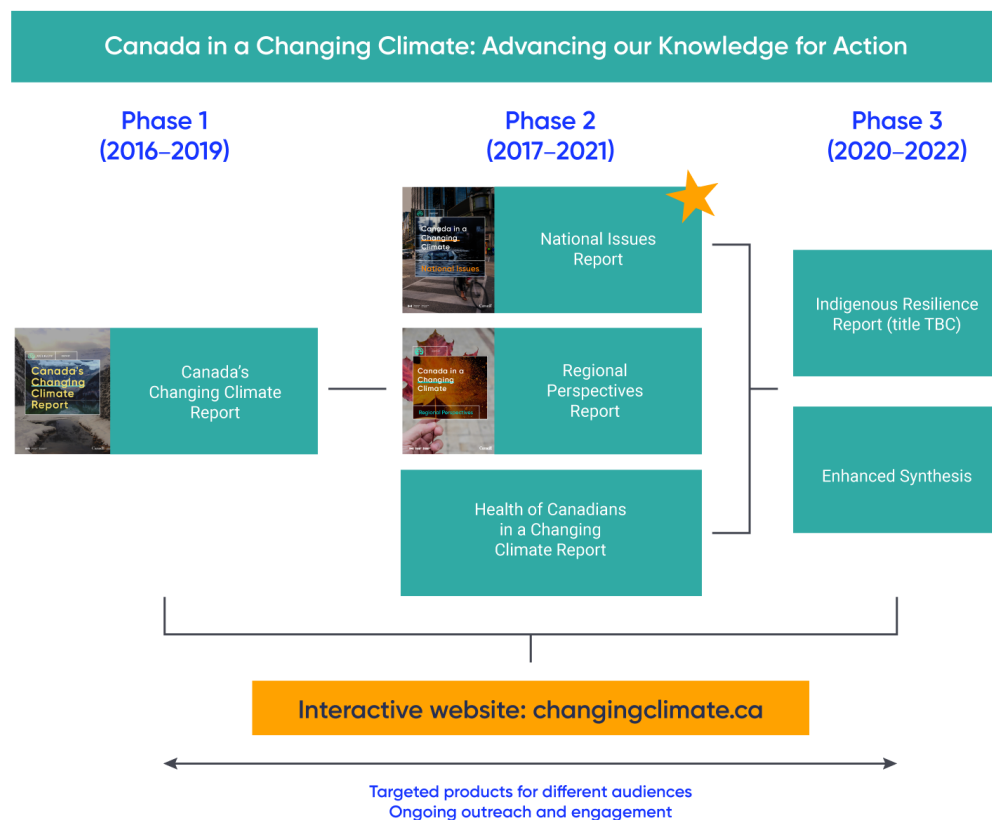 Canada in a Changing Climate: Advancing our Knowledge for Action
Phase 1
(2016–2019)
Phase 2
(2017–2021)
Phase 3
(2020–2022)
Canada's
Changing
Climate
Report
Canada's
Changing Climate
Report
Canada in a
Changing
Climate
National Issues
Canada
National Issues
Report
Canada in a
Changing
Climate
Regional Perspectives
Canada
Regional
Perspectives
Report
Health of Canadians
in a Changing
Climate Report
Indigenous Resilience
Report (title TBC)
Enhanced Synthesis
Interactive website: changingclimate.ca
Targeted products for different audiences
Ongoing outreach and engagement